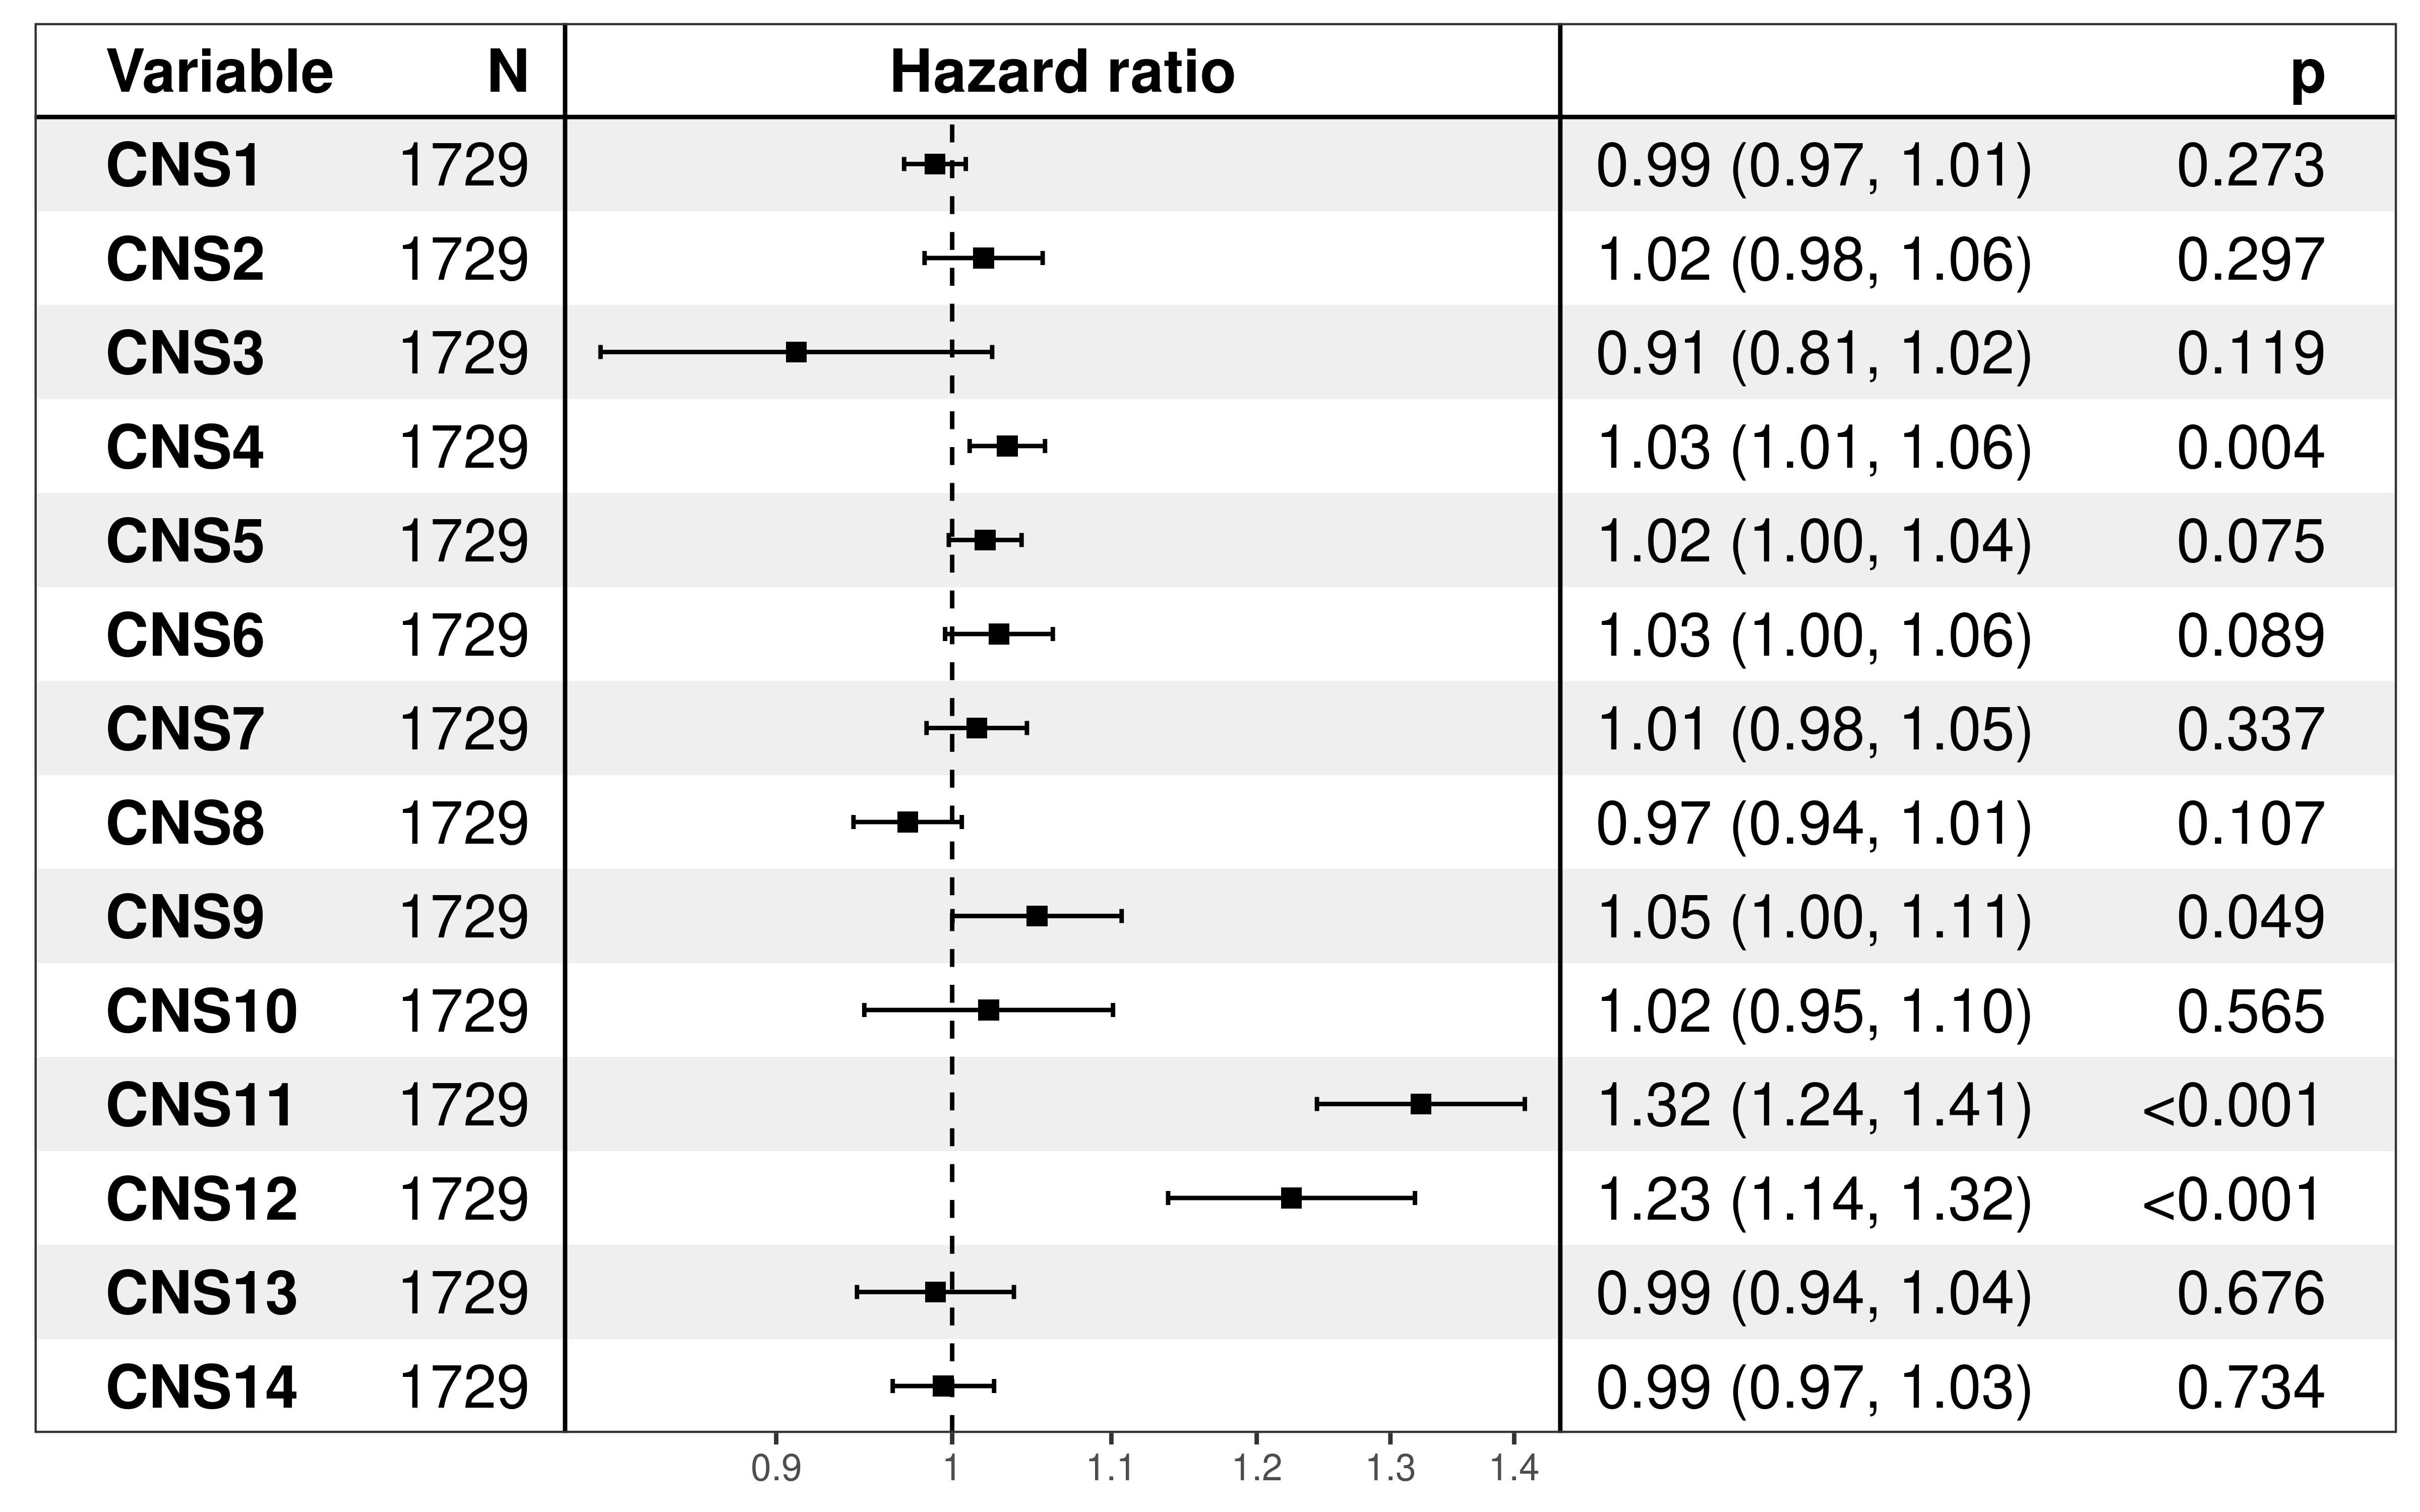 Variable N Hazard ratio p
CNS1 1729 0.99 (0.97, 1.01) 0.273
CNS2 1729 1.02 (0.98, 1.06) 0.297
CNS3 1729 0.91 (0.81, 1.02) 0.119
CNS4 1729 1.03 (1.01, 1.06) 0.004
CNS5 1729 1.02 (1.00, 1.04) 0.075
CNS6 1729 1.03 (1.00, 1.06) 0.089
CNS7 1729 1.01 (0.98, 1.05) 0.337
CNS8 1729 0.97 (0.94, 1.01) 0.107
CNS9 1729 1.05 (1.00, 1.11) 0.049
CNS10 1729 1.02 (0.95, 1.10) 0.565
CNS11 1729 1.32 (1.24, 1.41) <0.001
CNS12 1729 1.23 (1.14, 1.32) <0.001
CNS13 1729 0.99 (0.94, 1.04) 0.676
CNS14 1729 0.99 (0.97, 1.03) 0.734
0.9 1 1.1 1.2 1.3 1.4